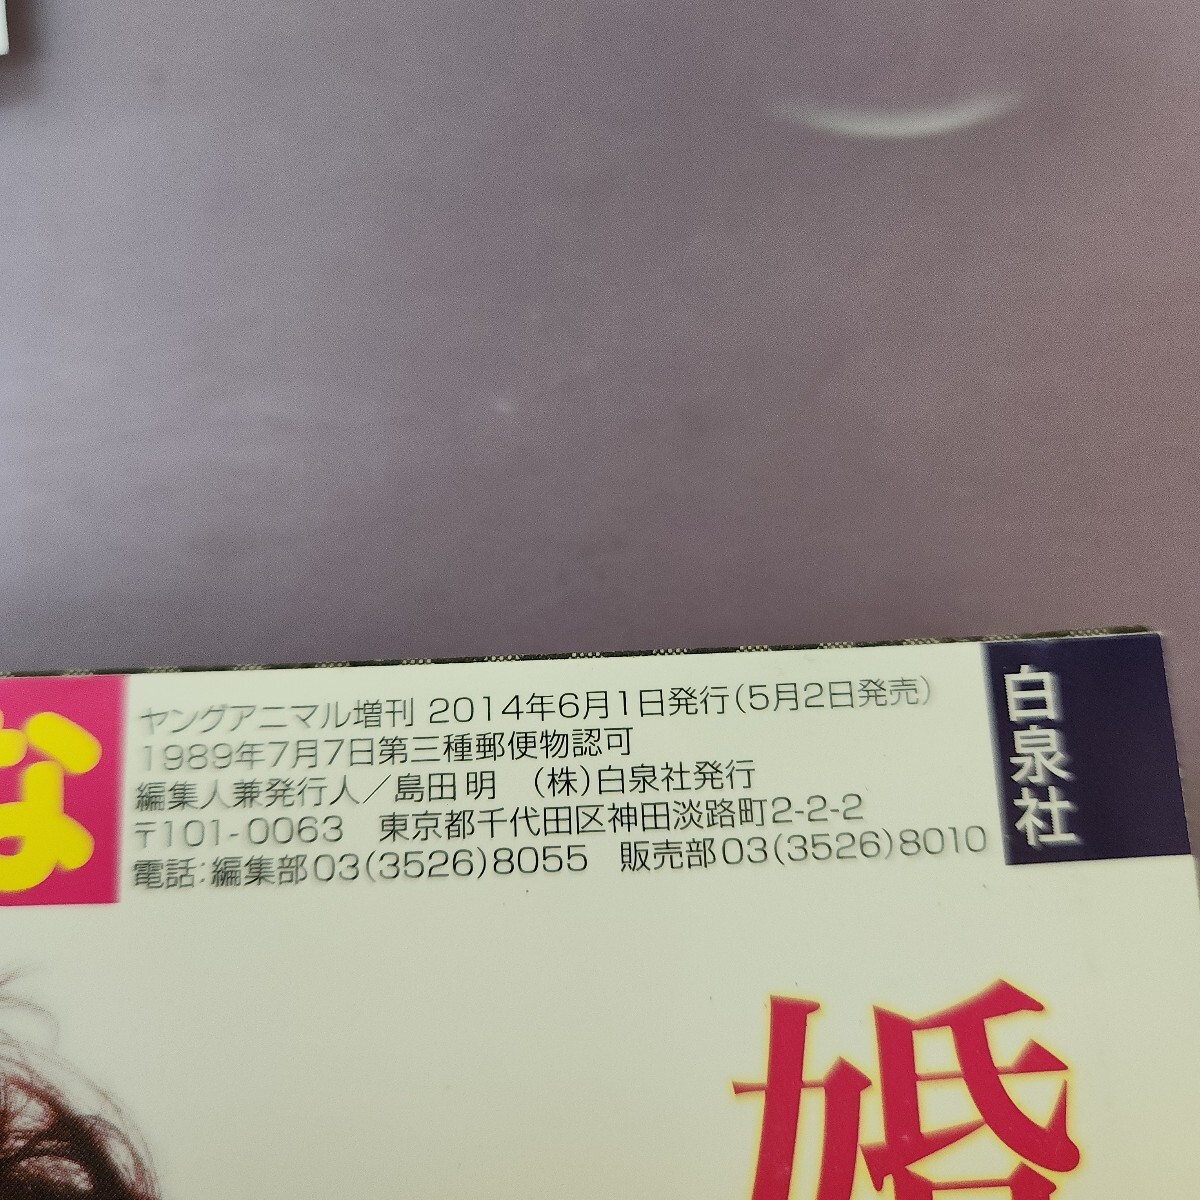 な
ヤングアニマル増刊 2014年6月1日発行(5月2日発売)
1989年7月7日第三種郵便物認可
編集人兼発行人/島田 明 (株)白泉社発行
〒101-0063 東京都千代田区神田淡路町2-2-2
電話:編集部03(3526)8055 販売部03(3526)8010
白泉社
婚